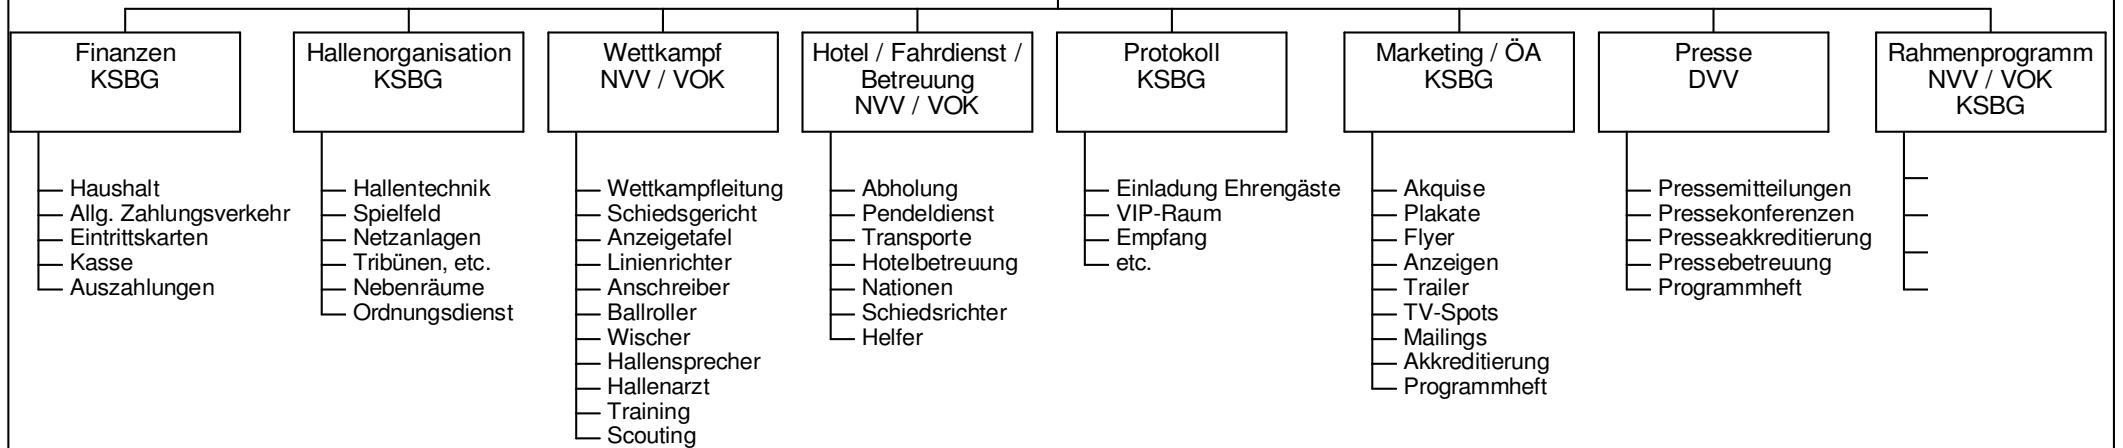 Finanzen
KSBG
Haushalt
Allg. Zahlungsverkehr
Eintrittskarten
Kasse
Auszahlungen
Hallenorganisation
KSBG
Hallentechnik
Spielfeld
Netzanlagen
Tribünen, etc.
Nebenräume
Ordnungsdienst
Wettkampf
NVV / VOK
Wettkampfleitung
Schiedsgericht
Anzeigetafel
Linienrichter
Anschreiber
Ballroller
Wischer
Hallensprecher
Hallenarzt
Training
Scouting
Hotel / Fahrdienst /
Betreuung
NVV / VOK
Abholung
Pendeldienst
Transporte
Hotelbetreuung
Nationen
Schiedsrichter
Helfer
Protokoll
KSBG
Einladung Ehrengäste
VIP-Raum
Empfang
etc.
Marketing / ÖA
KSBG
Akquise
Plakate
Flyer
Anzeigen
Trailer
TV-Spots
Mailings
Akkreditierung
Programmheft
Presse
DVV
Pressemitteilungen
Pressekonferenzen
Presseakkreditierung
Pressebetreuung
Programmheft
Rahmenprogramm
NVV / VOK
KSBG